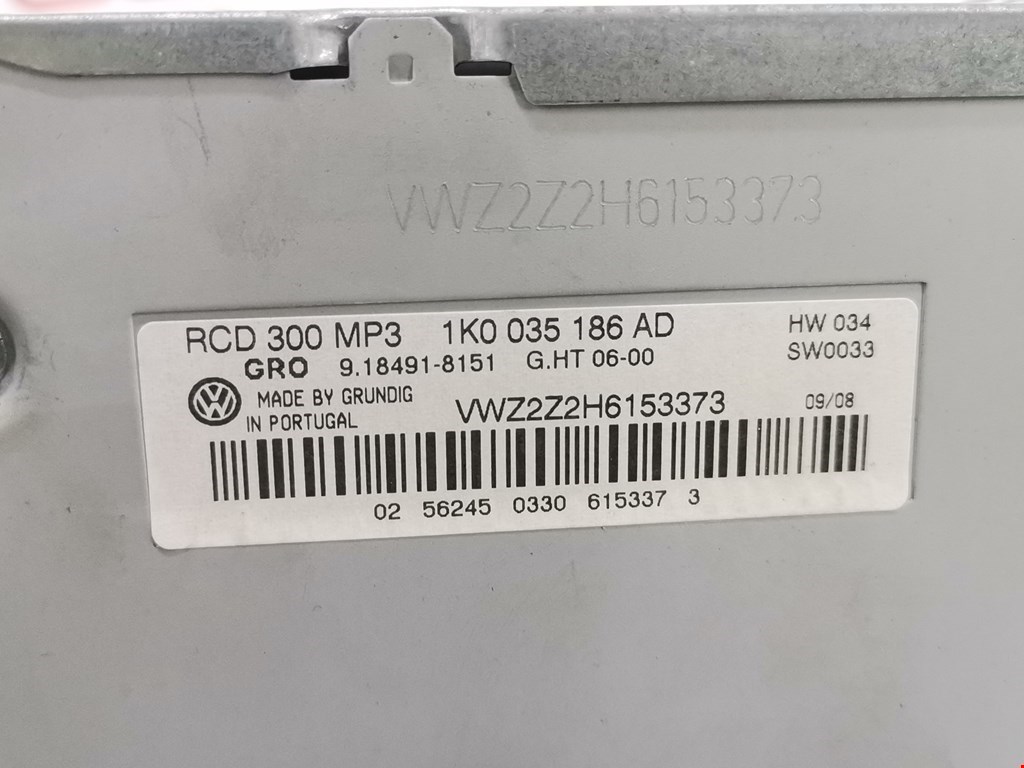 VWZ2Z2H6153373
RCD 300 MP3 1K0 035 186 AD HW 034
GRO 9.18491-8151 G.HT 06-00 SW0033
MADE BY GRUNDIG
IN PORTUGAL VWZ2Z2H6153373 09/08
02 56245 0330 615337 3